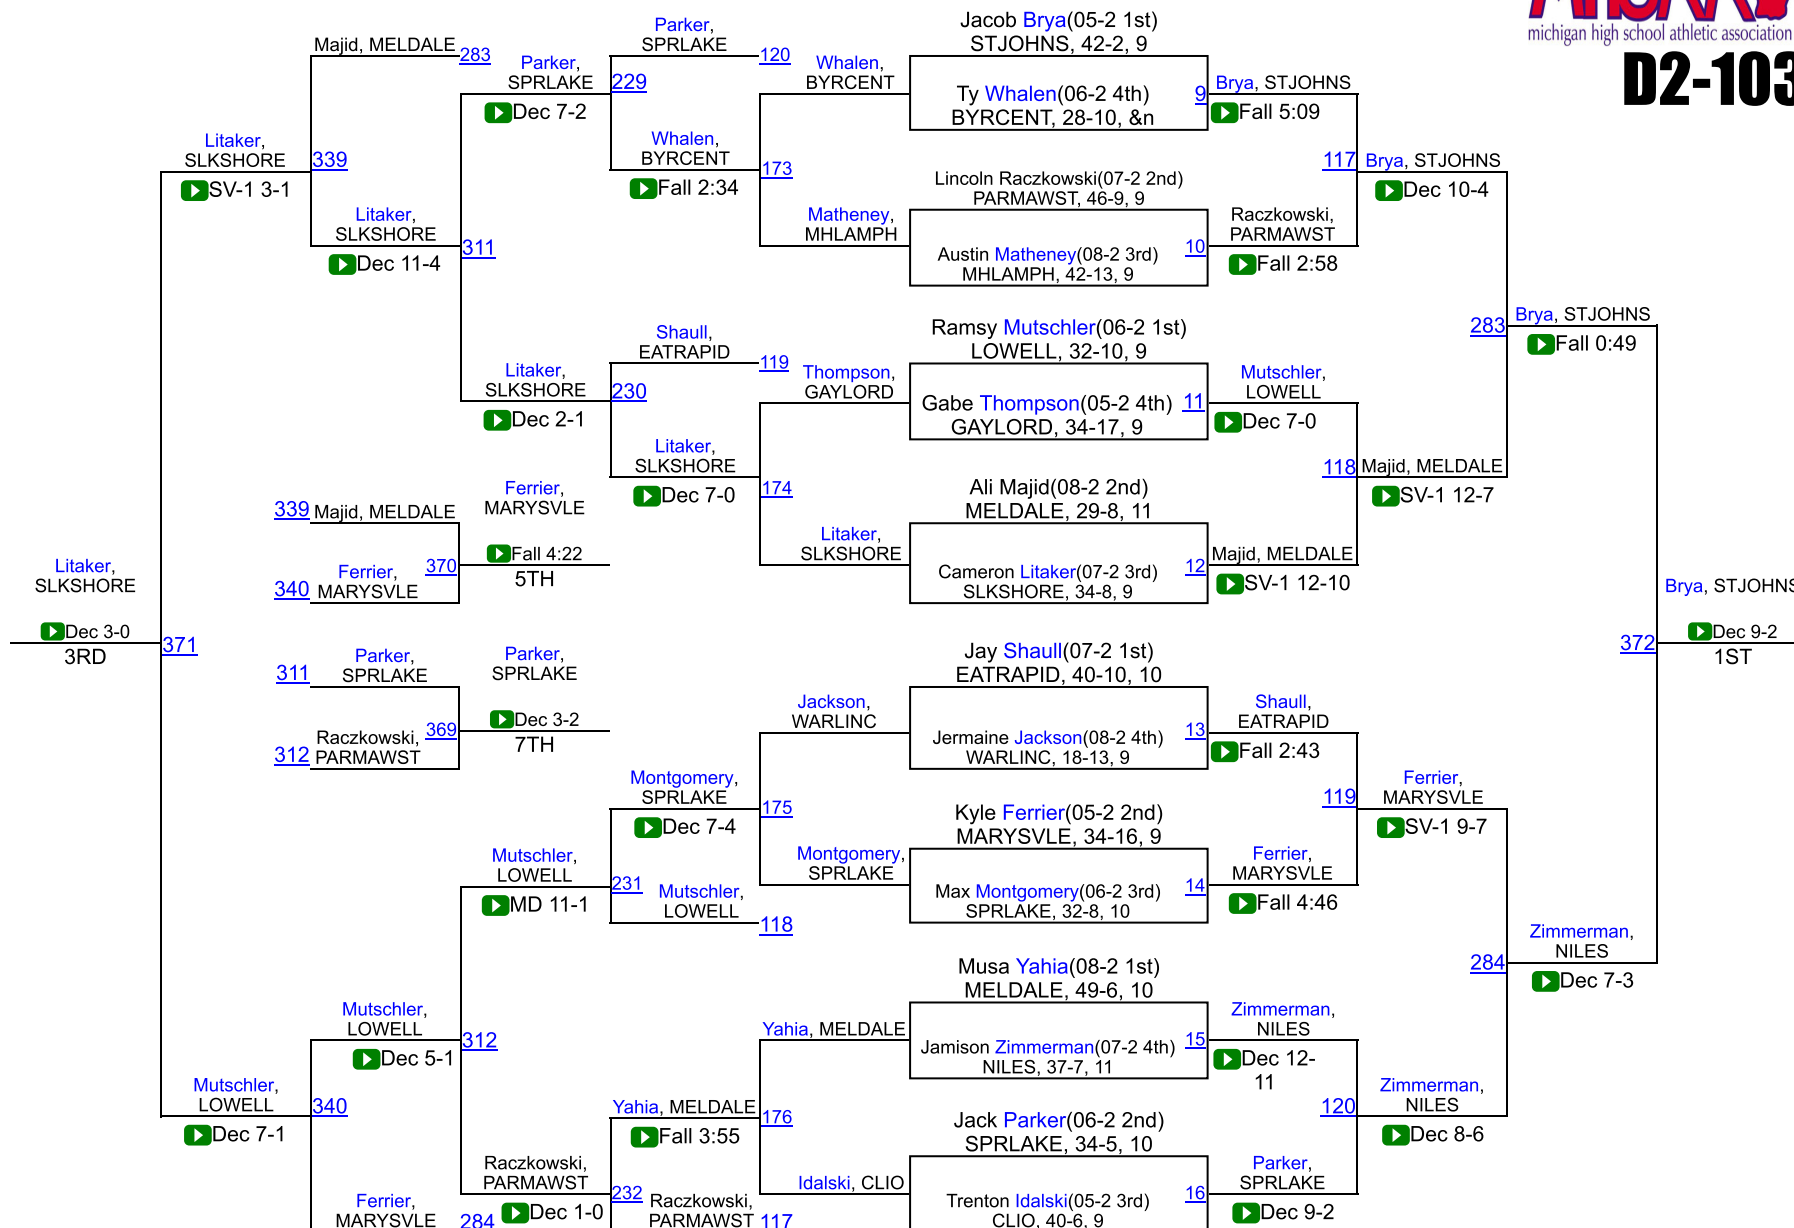 michigan high school athletic association
D2-103
Majid, MELDALE
283
Litaker,
SLKSHORE
SV-1 3-1
339
Litaker,
SLKSHORE
Dec 11-4
Parker,
SPRLAKE
Dec 7-2
229
311
Parker,
SPRLAKE
120
Whalen,
BYRCENT
Fall 2:34
Whalen,
BYRCENT
173
Matheney,
MHLAMPH
Jacob Brya(05-2 1st)
STJOHNS, 42-2, 9
Ty Whalen(06-2 4th)
BYRCENT, 28-10, &n
9
Brya, STJOHNS
Fall 5:09
Lincoln Raczkowski(07-2 2nd)
PARMAWST, 46-9, 9
Austin Matheney(08-2 3rd)
MHLAMPH, 42-13, 9
10
Raczkowski,
PARMAWST
Fall 2:58
117
Brya, STJOHNS
Dec 10-4
Litaker,
SLKSHORE
Dec 2-1
230
Shaull,
EATRAPID
119
Litaker,
SLKSHORE
Dec 7-0
Thompson,
GAYLORD
174
Litaker,
SLKSHORE
Ramsy Mutschler(06-2 1st)
LOWELL, 32-10, 9
Gabe Thompson(05-2 4th)
GAYLORD, 34-17, 9
11
Mutschler,
LOWELL
Dec 7-0
Ali Majid(08-2 2nd)
MELDALE, 29-8, 11
Cameron Litaker(07-2 3rd)
SLKSHORE, 34-8, 9
12
Majid, MELDALE
SV-1 12-10
118
Majid, MELDALE
SV-1 12-7
283
Brya, STJOHNS
Fall 0:49
339
Majid, MELDALE
340
Ferrier,
MARYSVLE
370
Ferrier,
MARYSVLE
Fall 4:22
5TH
Litaker,
SLKSHORE
Dec 3-0
3RD
371
311
Parker,
SPRLAKE
312
Raczkowski,
PARMAWST
369
Parker,
SPRLAKE
Dec 3-2
7TH
372
Brya, STJOHNS
Dec 9-2
1ST
Montgomery,
SPRLAKE
Dec 7-4
Jackson,
WARLINC
175
Montgomery,
SPRLAKE
Jay Shaull(07-2 1st)
EATRAPID, 40-10, 10
Jermaine Jackson(08-2 4th)
WARLINC, 18-13, 9
13
Shaull,
EATRAPID
Fall 2:43
Kyle Ferrier(05-2 2nd)
MARYSVLE, 34-16, 9
Max Montgomery(06-2 3rd)
SPRLAKE, 32-8, 10
14
Ferrier,
MARYSVLE
Fall 4:46
119
Ferrier,
MARYSVLE
SV-1 9-7
Mutschler,
LOWELL
MD 11-1
231
Mutschler,
LOWELL
118
284
Zimmerman,
NILES
Dec 7-3
Mutschler,
LOWELL
Dec 5-1
312
Mutschler,
LOWELL
Dec 7-1
340
Yahia, MELDALE
Fall 3:55
Yahia, MELDALE
176
Idalski, CLIO
Musa Yahia(08-2 1st)
MELDALE, 49-6, 10
Jamison Zimmerman(07-2 4th)
NILES, 37-7, 11
15
Zimmerman,
NILES
Dec 12-
11
Jack Parker(06-2 2nd)
SPRLAKE, 34-5, 10
Trenton Idalski(05-2 3rd)
CLIO, 40-6, 9
16
Parker,
SPRLAKE
Dec 9-2
120
Zimmerman,
NILES
Dec 8-6
Raczkowski,
PARMAWST
Dec 1-0
232
Raczkowski,
PARMAWST
117
Ferrier,
MARYSVLE
284